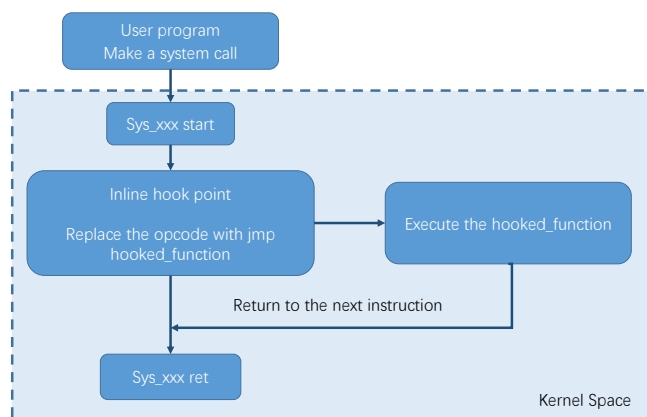 User program
Make a system call
Sys_xxx start
Inline hook point
Replace the opcode with jmp
hooked_function
Execute the hooked_function
Return to the next instruction
Sys_xxx ret
Kernel Space